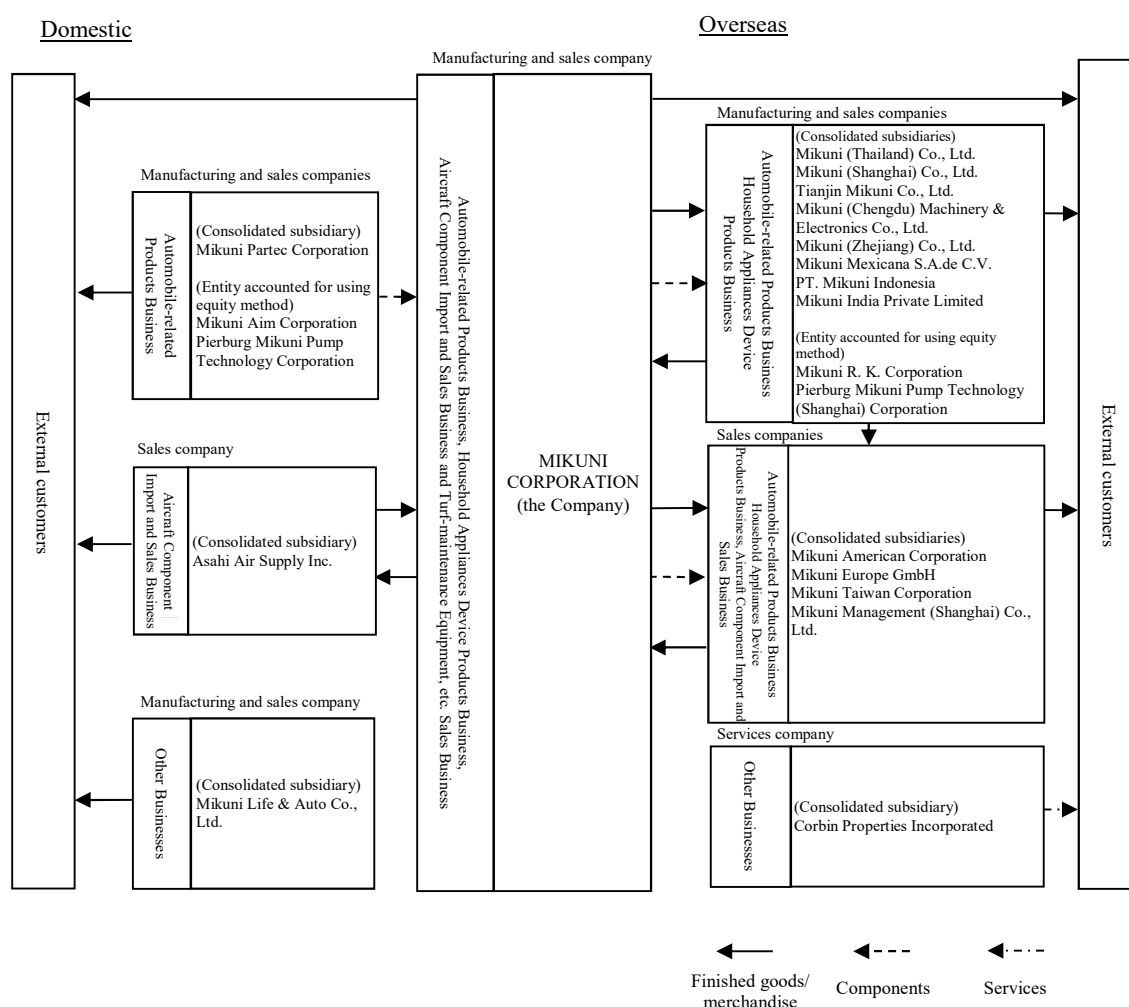 Domestic
Overseas
Manufacturing and sales company
External customers
Manufacturing and sales companies
Automobile-related
Products Business
(Consolidated subsidiary)
Mikuni Partec Corporation
(Entity accounted for using
equity method)
Mikuni Aim Corporation
Pierburg Mikuni Pump
Technology Corporation
Sales company
Aircraft Component
Import and Sales Business
(Consolidated subsidiary)
Asahi Air Supply Inc.
Manufacturing and sales company
Other Businesses
(Consolidated subsidiary)
Mikuni Life & Auto Co.,
Ltd.
Automobile-related Products Business, Household Appliances Device Products Business,
Aircraft Component Import and Sales Business and Turf-maintenance Equipment, etc. Sales Business
MIKUNI
CORPORATION
(the Company)
Manufacturing and sales companies
Automobile-related Products Business
Household Appliances Device
Products Business
(Consolidated subsidiaries)
Mikuni (Thailand) Co., Ltd.
Mikuni (Shanghai) Co., Ltd.
Tianjin Mikuni Co., Ltd.
Mikuni (Chengdu) Machinery &
Electronics Co., Ltd.
Mikuni (Zhejiang) Co., Ltd.
Mikuni Mexicana S.A.de C.V.
PT. Mikuni Indonesia
Mikuni India Private Limited
(Entity accounted for using equity
method)
Mikuni R. K. Corporation
Pierburg Mikuni Pump Technology
(Shanghai) Corporation
Sales companies
Automobile-related Products Business
Household Appliances Device
Products Business, Aircraft Component Import and
Sales Business
(Consolidated subsidiaries)
Mikuni American Corporation
Mikuni Europe GmbH
Mikuni Taiwan Corporation
Mikuni Management (Shanghai) Co.,
Ltd.
Services company
Other Businesses
(Consolidated subsidiary)
Corbin Properties Incorporated
External customers
Finished goods/
merchandise
Components
Services